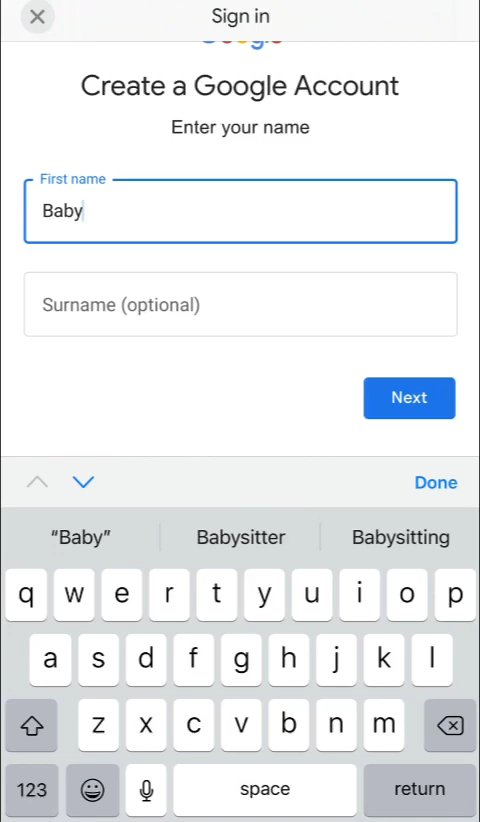 Sign in
Create a Google Account
Enter your name
First name
Baby
Surname (optional)
Next
Done
“Baby” Babysitter Babysitting
q w e r t y u i o p
a s d f g h j k l
z x c v b n m
123 space return